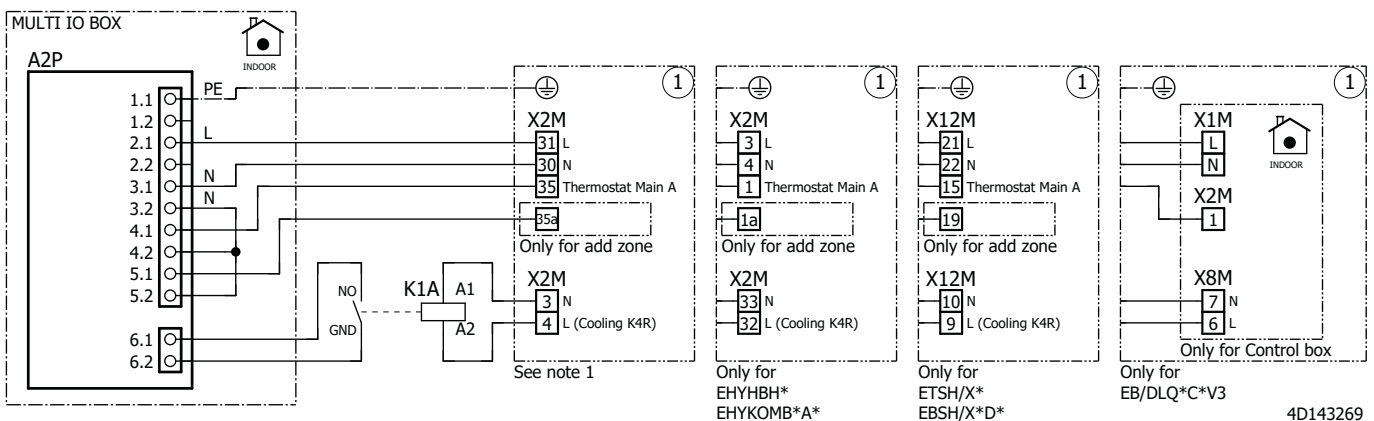 MULTI IO BOX
INDOOR
A2P
1.1
PE
1.2
2.1
L
2.2
3.1
N
3.2
N
4.1
4.2
5.1
5.2
6.1
6.2
NO
GND
K1A
A1
A2
1
X2M
31 L
30 N
35 Thermostat Main A
35a
Only for add zone
X2M
3 N
4 L (Cooling K4R)
See note 1
1
X2M
3 L
4 N
1 Thermostat Main A
1a
Only for add zone
X2M
33 N
32 L (Cooling K4R)
Only for
EHYHBH*
EHYKOMB*A*
1
X12M
21 L
22 N
15 Thermostat Main A
19
Only for add zone
X12M
10 N
9 L (Cooling K4R)
Only for
ETSH/X*
EBSH/X*D*
1
X1M
L
N
INDOOR
X2M
1
X8M
7 N
6 L
Only for Control box
Only for
EB/DLQ*C*V3
4D143269